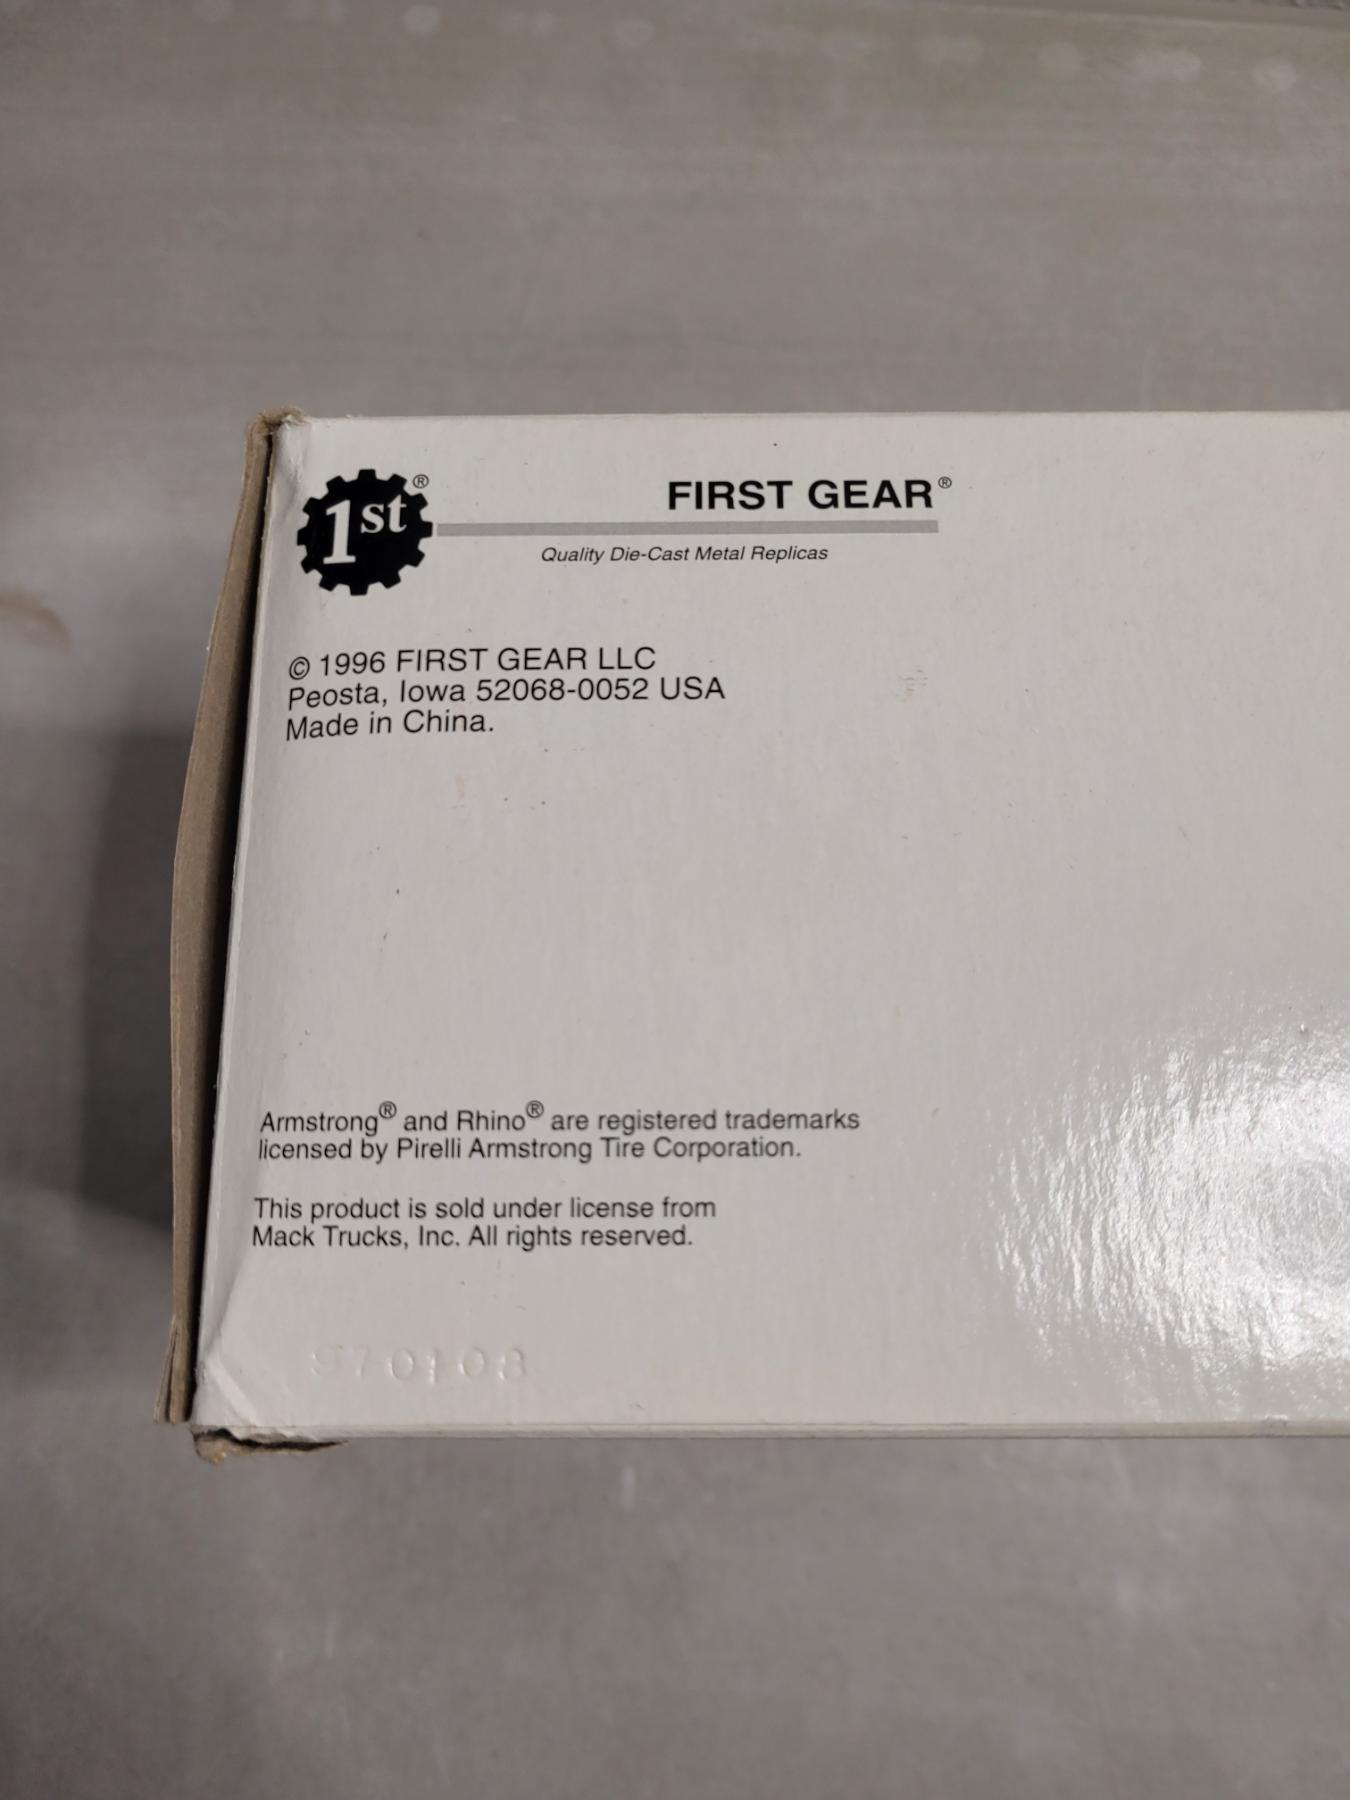 1st®
FIRST GEAR®
Quality Die-Cast Metal Replicas
© 1996 FIRST GEAR LLC
Peosta, Iowa 52068-0052 USA
Made in China.
Armstrong® and Rhino® are registered trademarks
licensed by Pirelli Armstrong Tire Corporation.
This product is sold under license from
Mack Trucks, Inc. All rights reserved.
970108